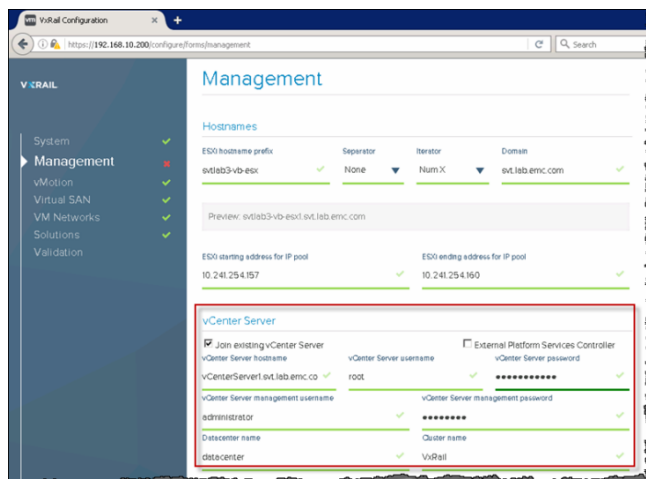 VxRail Configuration
https://192.168.10.200/configure/forms/management
Search
VXRAIL
System
Management
vMotion
Virtual SAN
VM Networks
Solutions
Validation
Management
Hostnames
ESXi hostname prefix Separator Iterator Domain
svtlab3-vb-esx None Num X svt.lab.emc.com
Preview: svtlab3-vb-esx1.svt.lab.emc.com
ESXi starting address for IP pool ESXi ending address for IP pool
10.241.254.157 10.241.254.160
vCenter Server
Join existing vCenter Server External Platform Services Controller
vCenter Server hostname vCenter Server username vCenter Server password
vCenterServer1.svt.lab.emc.co root •••••••••••
vCenter Server management username vCenter Server management password
administrator ••••••••
Datacenter name Cluster name
datacenter VxRail